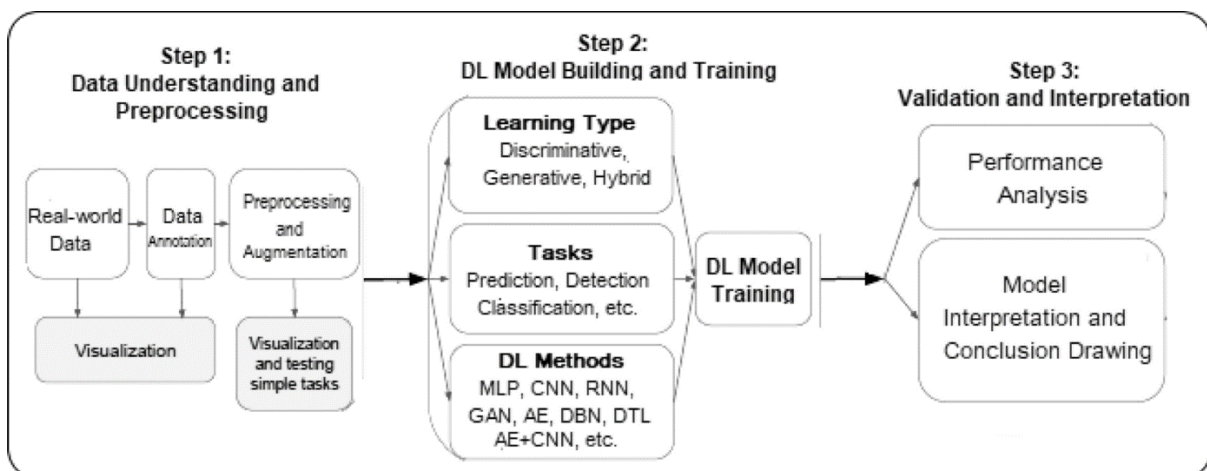 Step 1:
Data Understanding and
Preprocessing
Real-world
Data
Data
Annotation
Preprocessing
and
Augmentation
Visualization
Visualization
and testing
simple tasks
Step 2:
DL Model Building and Training
Learning Type
Discriminative,
Generative, Hybrid
Tasks
Prediction, Detection
Classification, etc.
DL Methods
MLP, CNN, RNN,
GAN, AE, DBN, DTL
AE+CNN, etc.
DL Model
Training
Step 3:
Validation and Interpretation
Performance
Analysis
Model
Interpretation and
Conclusion Drawing